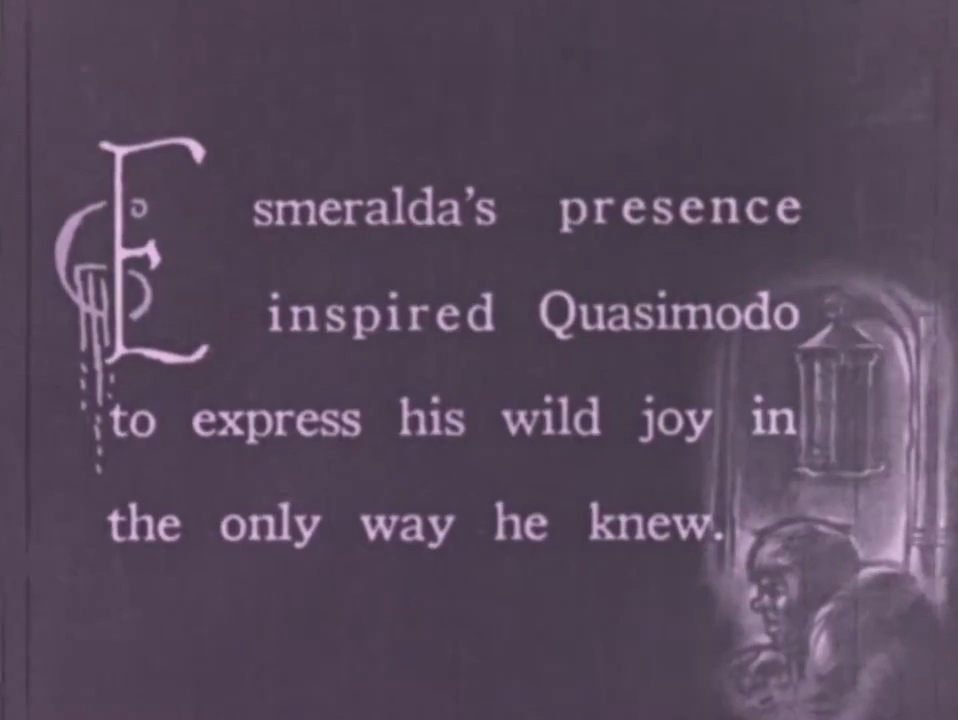 Esmeralda's presence
inspired Quasimodo
to express his wild joy in
the only way he knew.